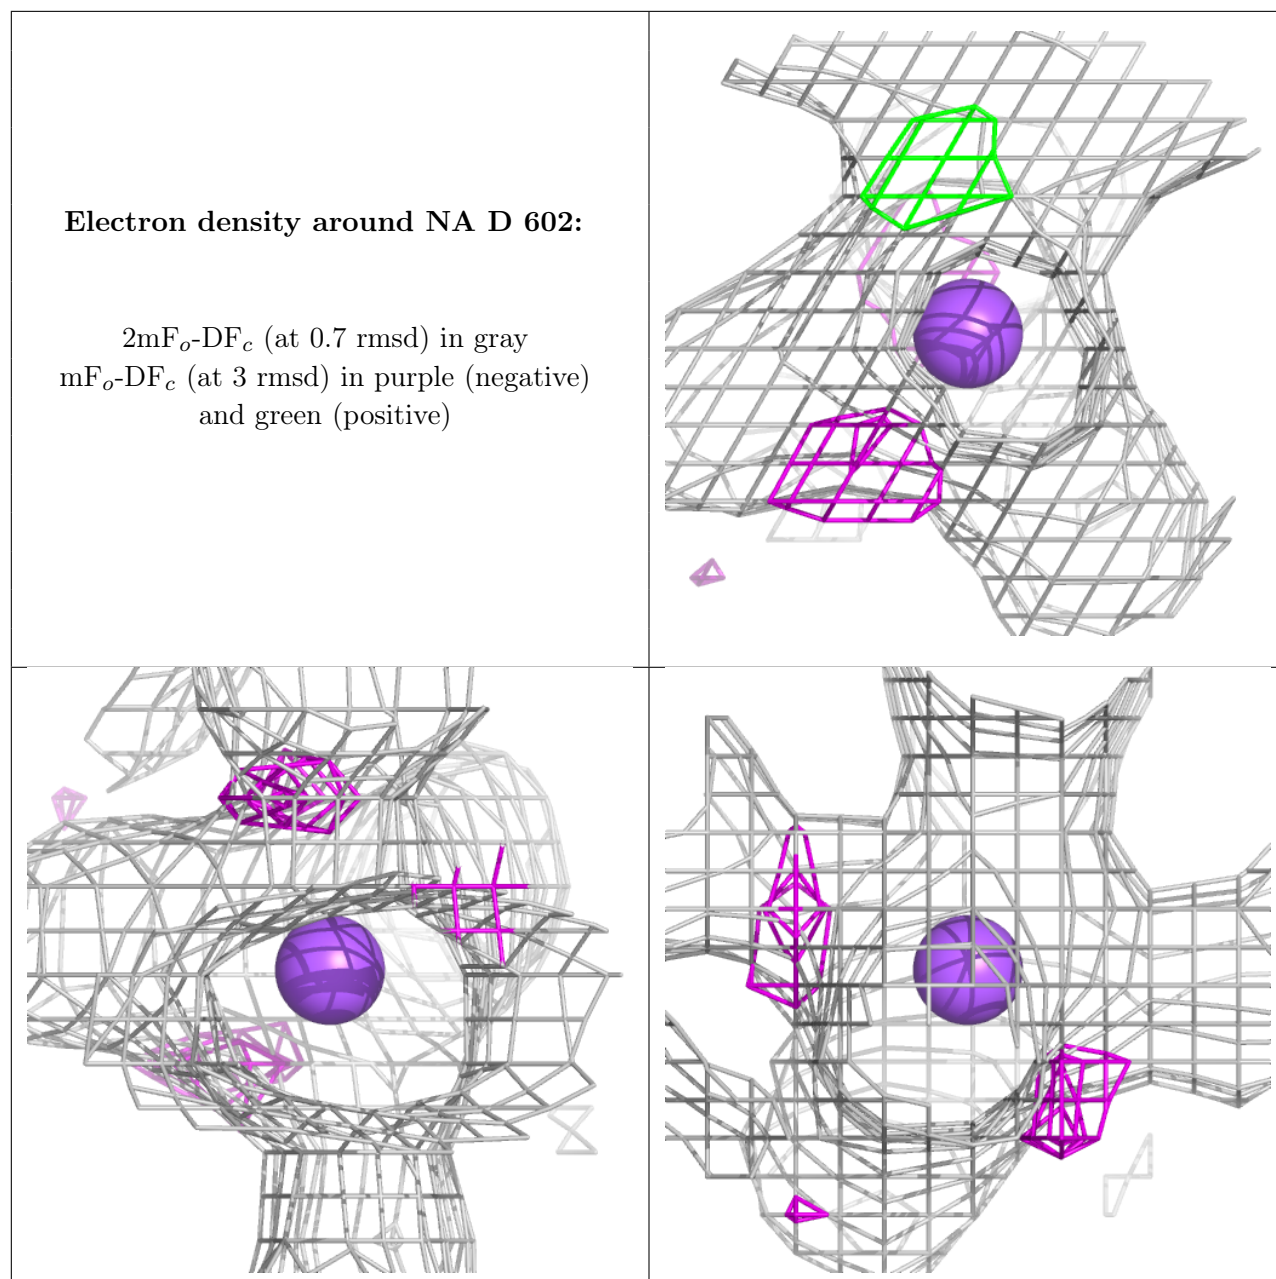 Electron density around NA D 602:
2mFₒ-DF𝒸 (at 0.7 rmsd) in gray
mFₒ-DF𝒸 (at 3 rmsd) in purple (negative)
and green (positive)